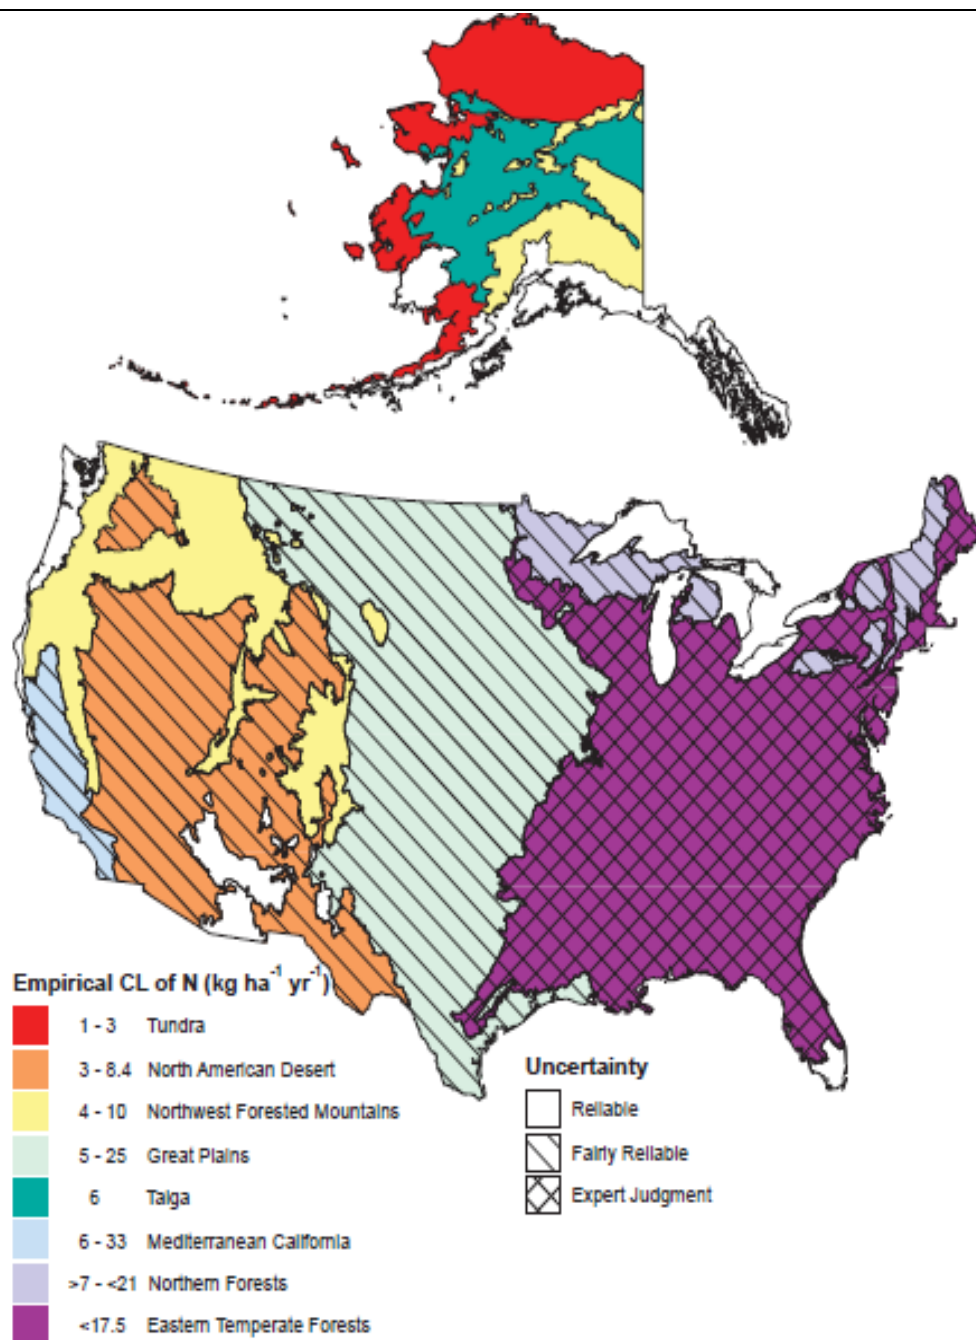 Empirical CL of N (kg ha⁻¹ yr⁻¹)
1 - 3 Tundra
3 - 8.4 North American Desert
4 - 10 Northwest Forested Mountains
5 - 25 Great Plains
6 Taiga
6 - 33 Mediterranean California
>7 - <21 Northern Forests
<17.5 Eastern Temperate Forests
Uncertainty
Reliable
Fairly Reliable
Expert Judgment